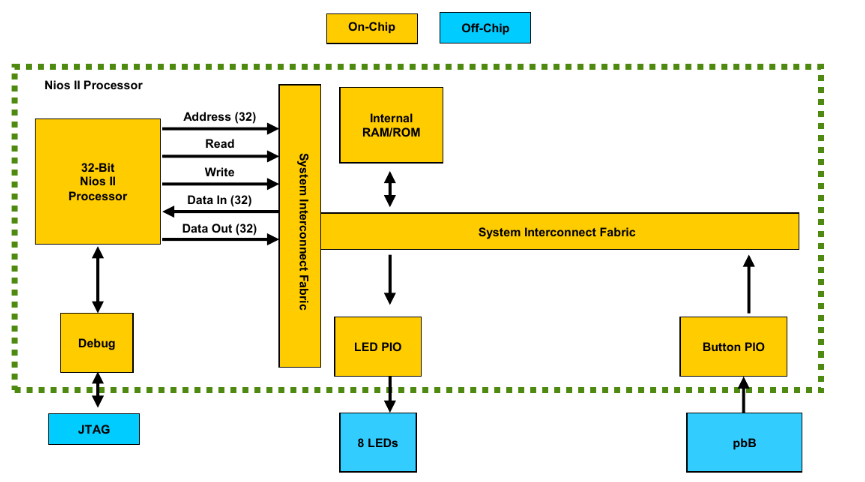 On-Chip
Off-Chip
Nios II Processor
32-Bit
Nios II
Processor
Address (32)
Read
Write
Data In (32)
Data Out (32)
System Interconnect Fabric
Internal
RAM/ROM
System Interconnect Fabric
Debug
LED PIO
Button PIO
JTAG
8 LEDs
pbB